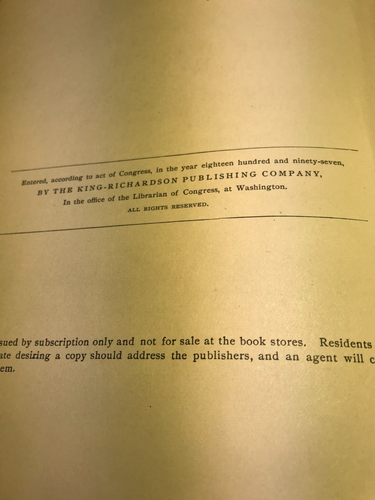 Entered, according to act of Congress, in the year eighteen hundred and ninety-seven,
BY THE KING-RICHARDSON PUBLISHING COMPANY,
In the office of the Librarian of Congress, at Washington.
ALL RIGHTS RESERVED.
sued by subscription only and not for sale at the book stores. Residents
ate desiring a copy should address the publishers, and an agent will c
em.